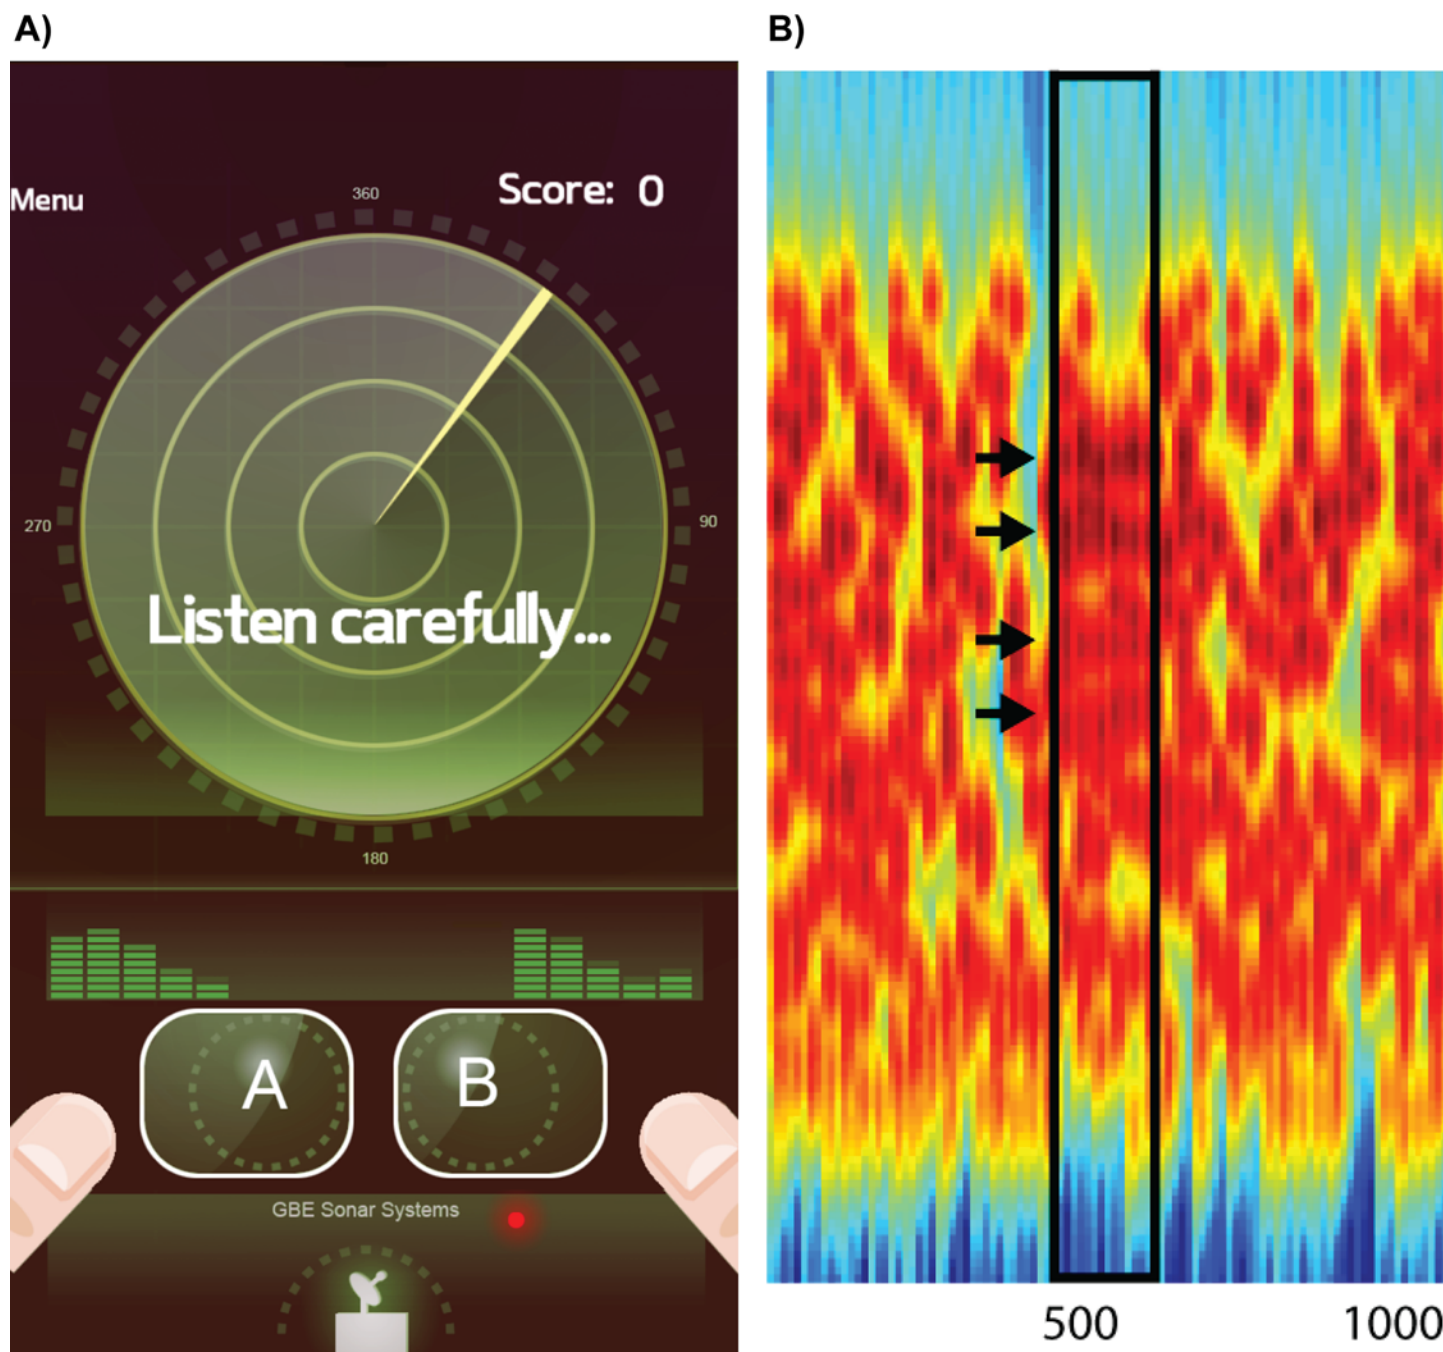 A)
Menu
Score: 0
360
270
90
Listen carefully...
180
A
B
GBE Sonar Systems
B)
500
1000